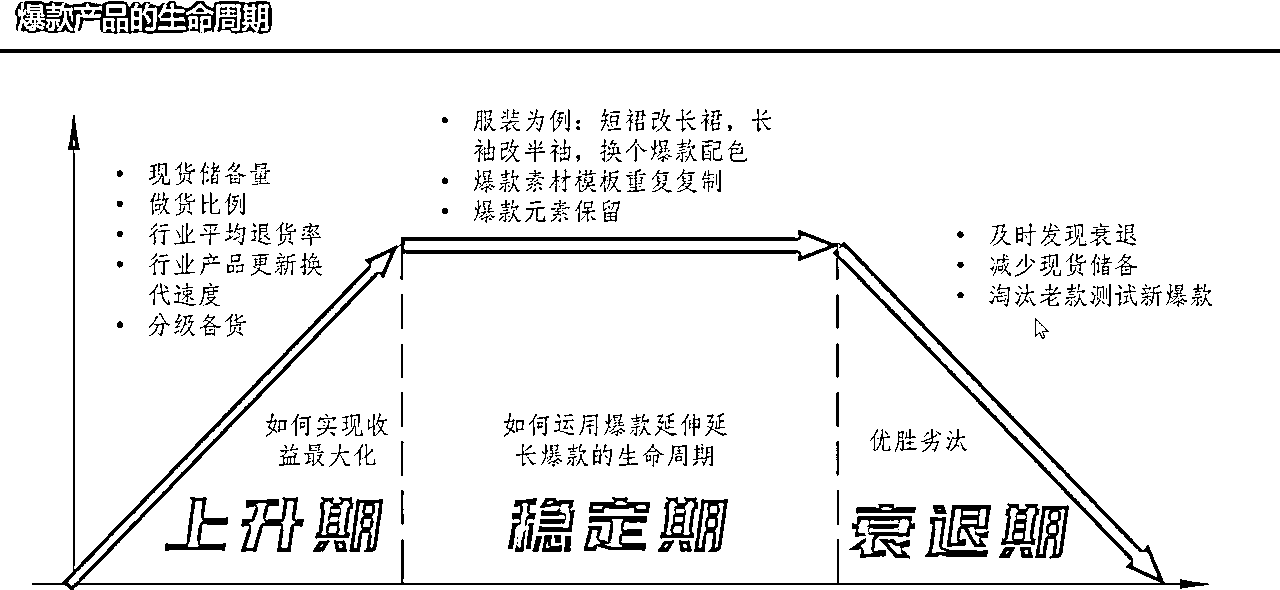 爆款产品的生命周期
• 现货储备量
• 做货比例
• 行业平均退货率
• 行业产品更新换
代速度
• 分级备货
• 服装为例：短裙改长裙，长
袖改半袖，换个爆款配色
• 爆款素材模板重复复制
• 爆款元素保留
• 及时发现衰退
• 减少现货储备
• 淘汰老款测试新爆款
如何实现收
益最大化
如何运用爆款延伸延
长爆款的生命周期
优胜劣汰
上升期
稳定期
衰退期